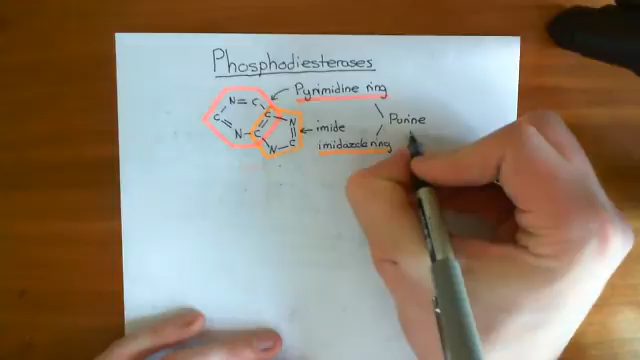 Phosphodiesterases
Pyrimidine ring
Purine
imide
imidazole ring
N=C
C
C
N
N
C
N
C